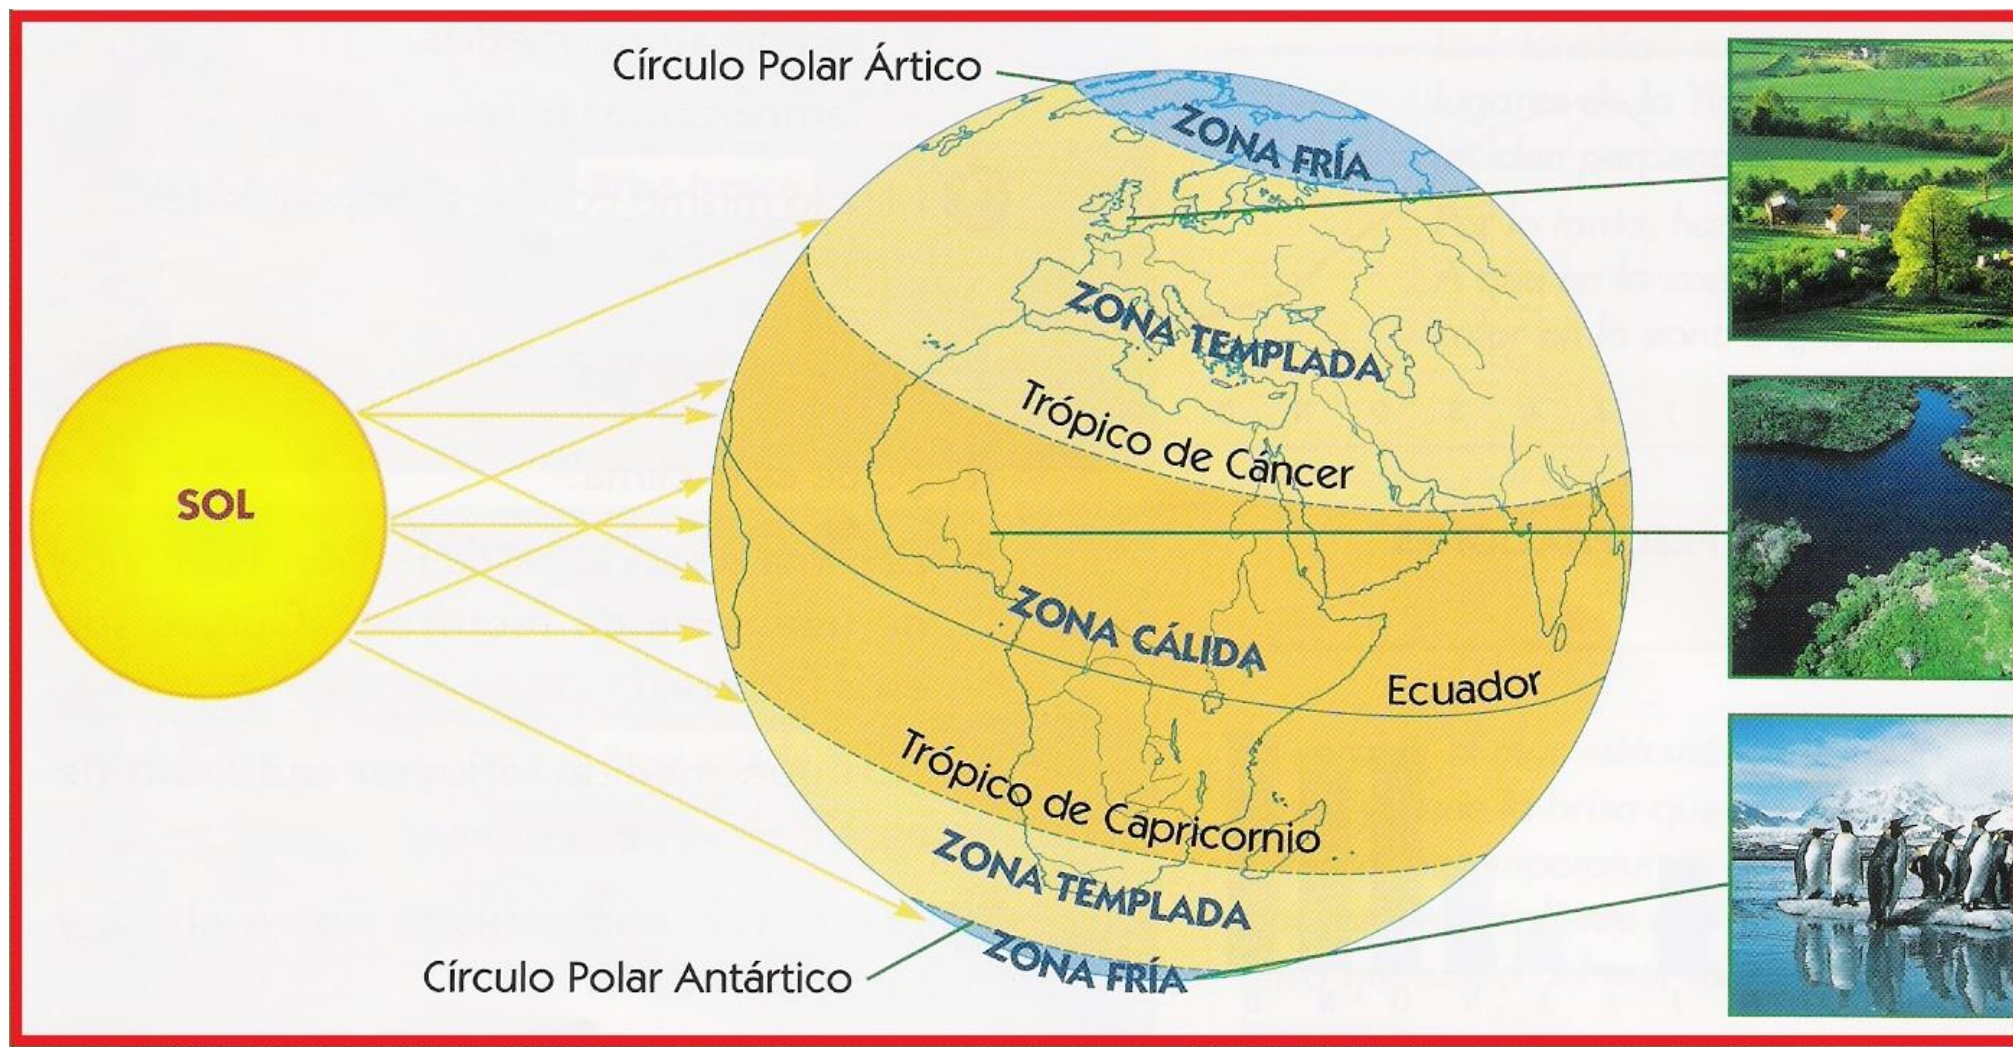 Círculo Polar Ártico
ZONA FRÍA
ZONA TEMPLADA
Trópico de Cáncer
SOL
ZONA CÁLIDA
Ecuador
Trópico de Capricornio
ZONA TEMPLADA
ZONA FRÍA
Círculo Polar Antártico